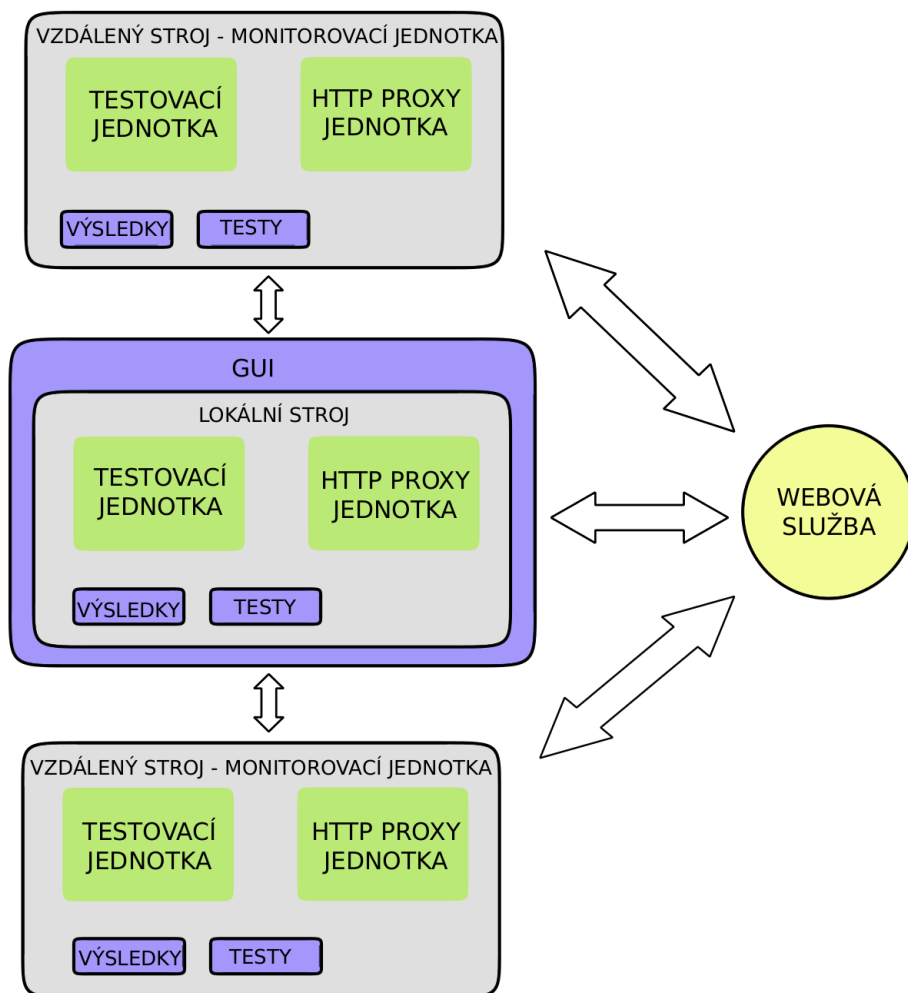 VZDÁLENÝ STROJ - MONITOROVACÍ JEDNOTKA
TESTOVACÍ
JEDNOTKA
HTTP PROXY
JEDNOTKA
VÝSLEDKY
TESTY
GUI
LOKÁLNÍ STROJ
TESTOVACÍ
JEDNOTKA
HTTP PROXY
JEDNOTKA
VÝSLEDKY
TESTY
WEBOVÁ
SLUŽBA
VZDÁLENÝ STROJ - MONITOROVACÍ JEDNOTKA
TESTOVACÍ
JEDNOTKA
HTTP PROXY
JEDNOTKA
VÝSLEDKY
TESTY